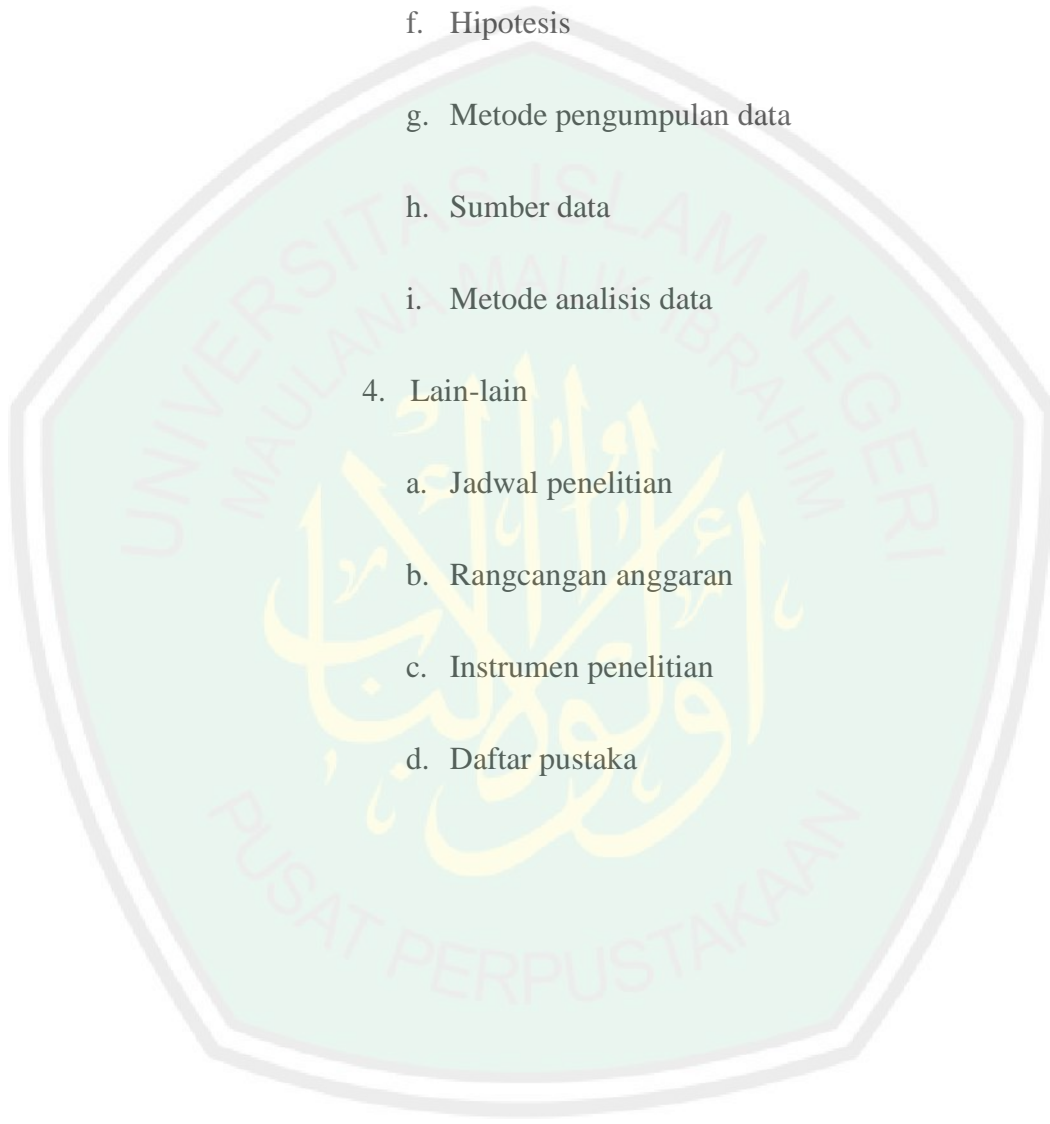 f. Hipotesis
g. Metode pengumpulan data
h. Sumber data
i. Metode analisis data
4. Lain-lain
a. Jadwal penelitian
b. Rangcangan anggaran
c. Instrumen penelitian
d. Daftar pustaka
UNIVERSITAS ISLAM NEGERI
MAULANA MALIK IBRAHIM
PUSAT PERPUSTAKAAN